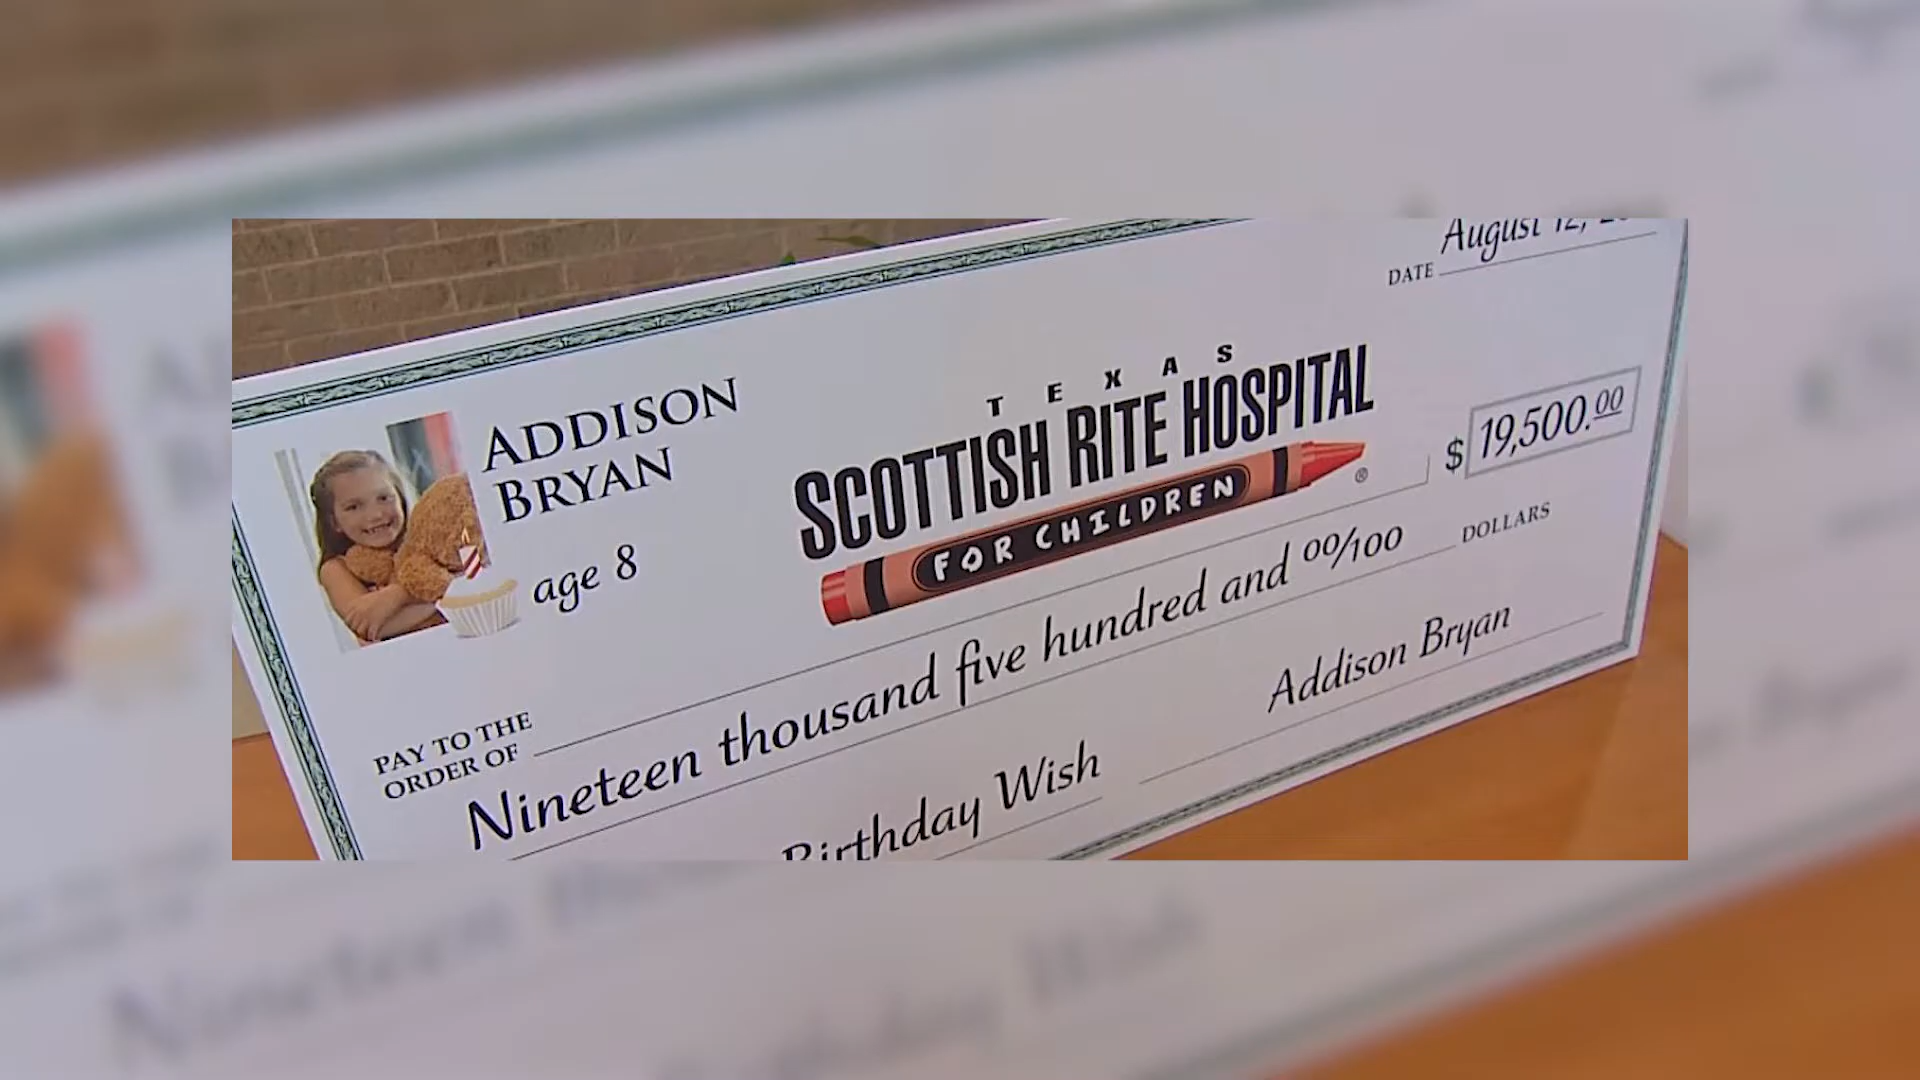 August 12,
DATE
ADDISON
BRYAN
age 8
TEXAS
SCOTTISH RITE HOSPITAL
FOR CHILDREN
®
$ 19,500.00
PAY TO THE
ORDER OF
Nineteen thousand five hundred and 00/100 DOLLARS
Birthday Wish
Addison Bryan